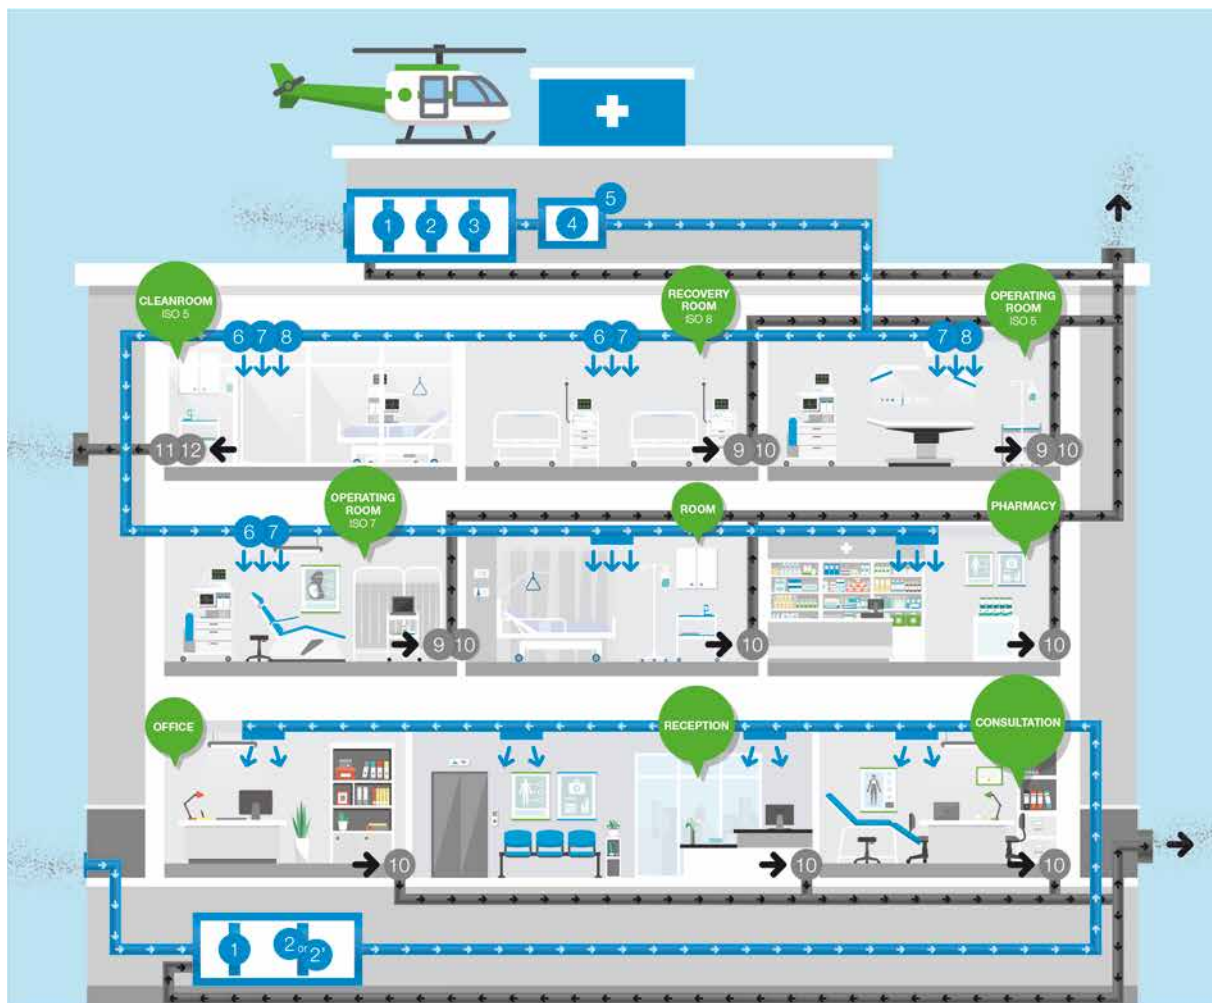 5
1 2 3 4
CLEANROOM
ISO 5
RECOVERY
ROOM
ISO 8
OPERATING
ROOM
ISO 5
6 7 8
6 7
7 8
11 12
9 10
9 10
OPERATING
ROOM
ISO 7
ROOM
PHARMACY
6 7
9 10
10
10
OFFICE
RECEPTION
CONSULTATION
10
10
10
1 2 or 2'